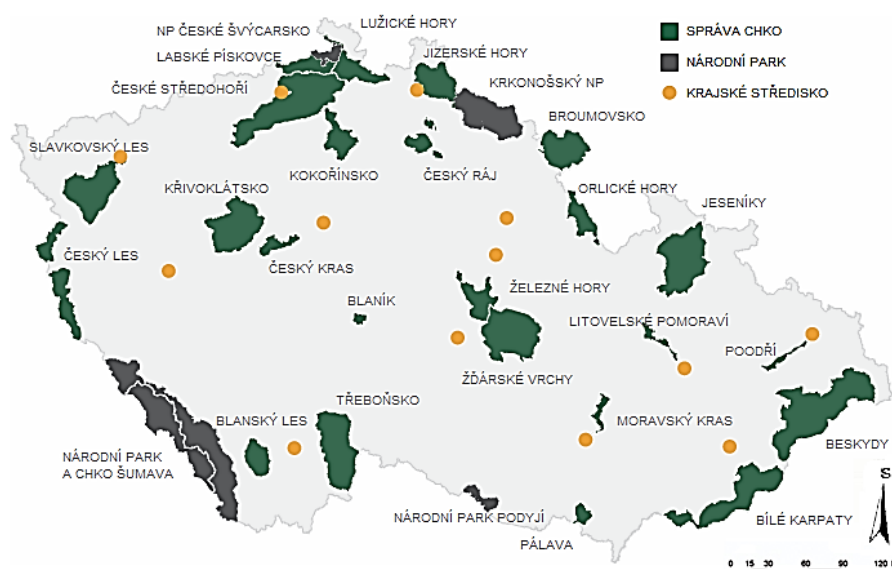 LUŽICKÉ HORY
NP ČESKÉ ŠVÝCARSKO
LABSKÉ PÍSKOVCE
JIZERSKÉ HORY
ČESKÉ STŘEDOHOŘÍ
KRKONOŠSKÝ NP
SPRÁVA CHKO
NÁRODNÍ PARK
KRAJSKÉ STŘEDISKO
BROUMOVSKO
SLAVKOVSKÝ LES
KOKOŘÍNSKO
ČESKÝ RÁJ
KŘIVOKLÁTSKO
ORLICKÉ HORY
JESENÍKY
ČESKÝ LES
ČESKÝ KRAS
ŽELEZNÉ HORY
BLANÍK
LITOVELSKÉ POMORAVÍ
POODŘÍ
ŽĎÁRSKÉ VRCHY
TŘEBOŇSKO
BLANSKÝ LES
MORAVSKÝ KRAS
BESKYDY
NÁRODNÍ PARK
A CHKO ŠUMAVA
NÁRODNÍ PARK PODYJÍ
PÁLAVA
BÍLÉ KARPATY
S
0 15 30 60 90 120